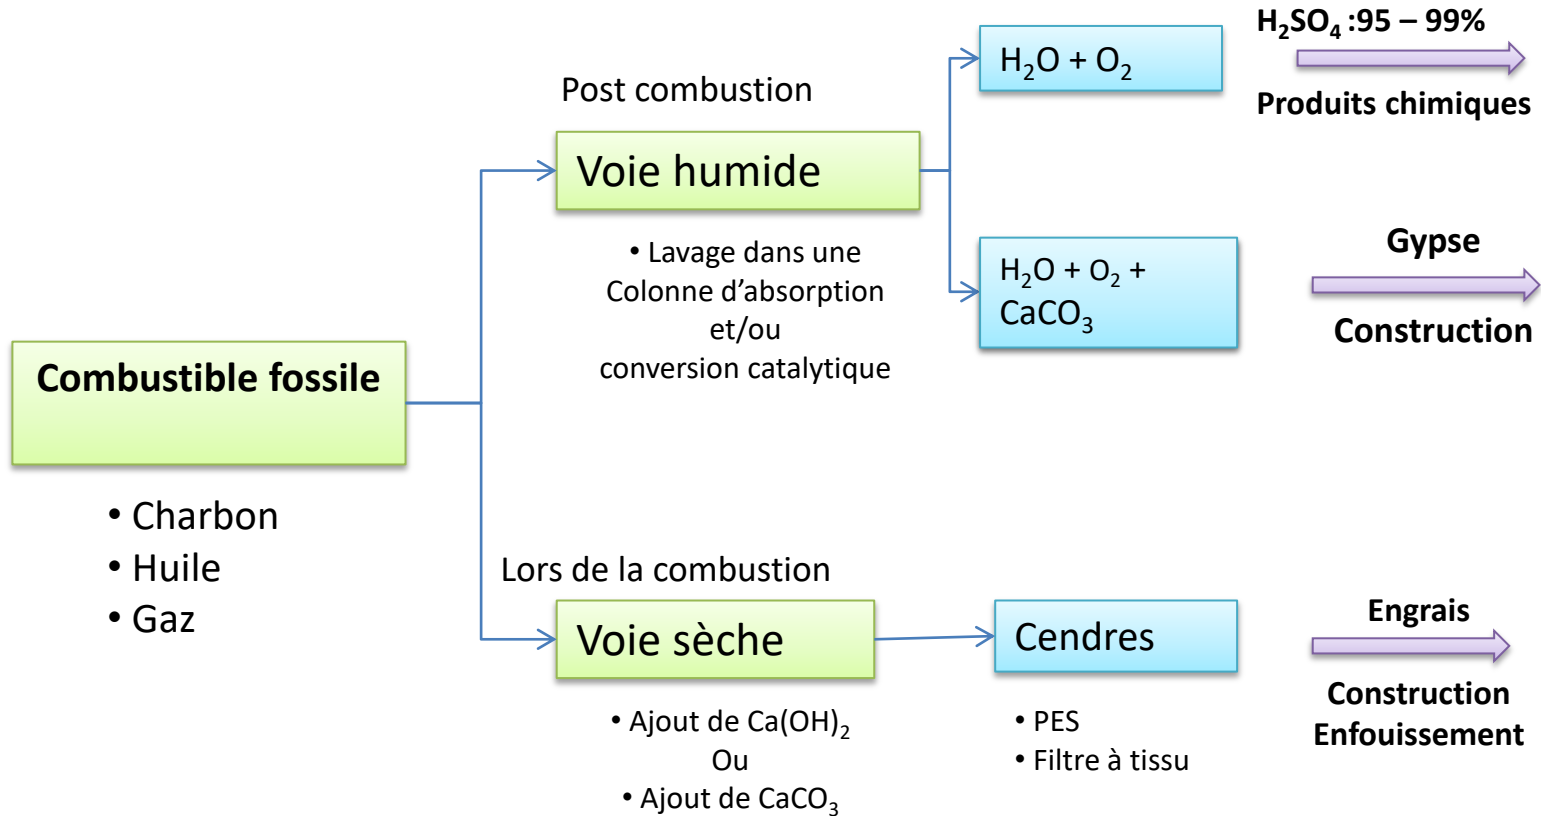 Combustible fossile
• Charbon
• Huile
• Gaz
Post combustion
Voie humide
• Lavage dans une
Colonne d'absorption
et/ou
conversion catalytique
H₂O + O₂
H₂SO₄ :95 – 99%
Produits chimiques
H₂O + O₂ +
CaCO₃
Gypse
Construction
Lors de la combustion
Voie sèche
• Ajout de Ca(OH)₂
Ou
• Ajout de CaCO₃
Cendres
• PES
• Filtre à tissu
Engrais
Construction
Enfouissement